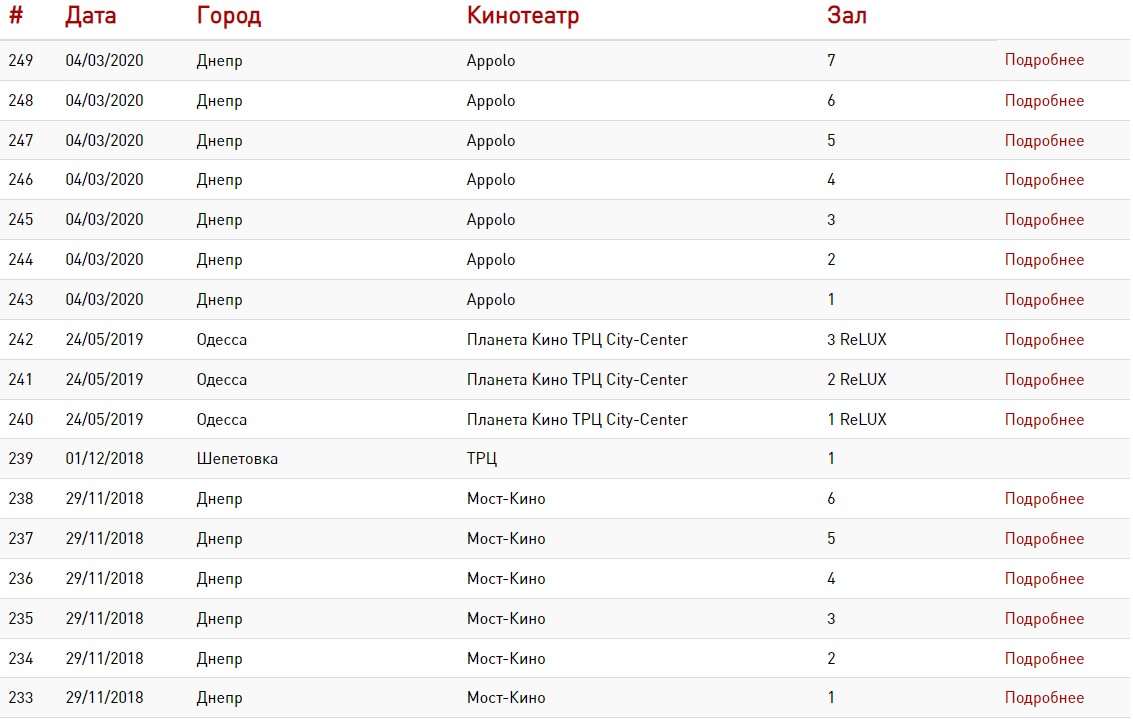 # Дата Город Кинотеатр Зал
249 04/03/2020 Днепр Appolo 7 Подробнее
248 04/03/2020 Днепр Appolo 6 Подробнее
247 04/03/2020 Днепр Appolo 5 Подробнее
246 04/03/2020 Днепр Appolo 4 Подробнее
245 04/03/2020 Днепр Appolo 3 Подробнее
244 04/03/2020 Днепр Appolo 2 Подробнее
243 04/03/2020 Днепр Appolo 1 Подробнее
242 24/05/2019 Одесса Планета Кино ТРЦ City-Center 3 ReLUX Подробнее
241 24/05/2019 Одесса Планета Кино ТРЦ City-Center 2 ReLUX Подробнее
240 24/05/2019 Одесса Планета Кино ТРЦ City-Center 1 ReLUX Подробнее
239 01/12/2018 Шепетовка ТРЦ 1
238 29/11/2018 Днепр Мост-Кино 6 Подробнее
237 29/11/2018 Днепр Мост-Кино 5 Подробнее
236 29/11/2018 Днепр Мост-Кино 4 Подробнее
235 29/11/2018 Днепр Мост-Кино 3 Подробнее
234 29/11/2018 Днепр Мост-Кино 2 Подробнее
233 29/11/2018 Днепр Мост-Кино 1 Подробнее